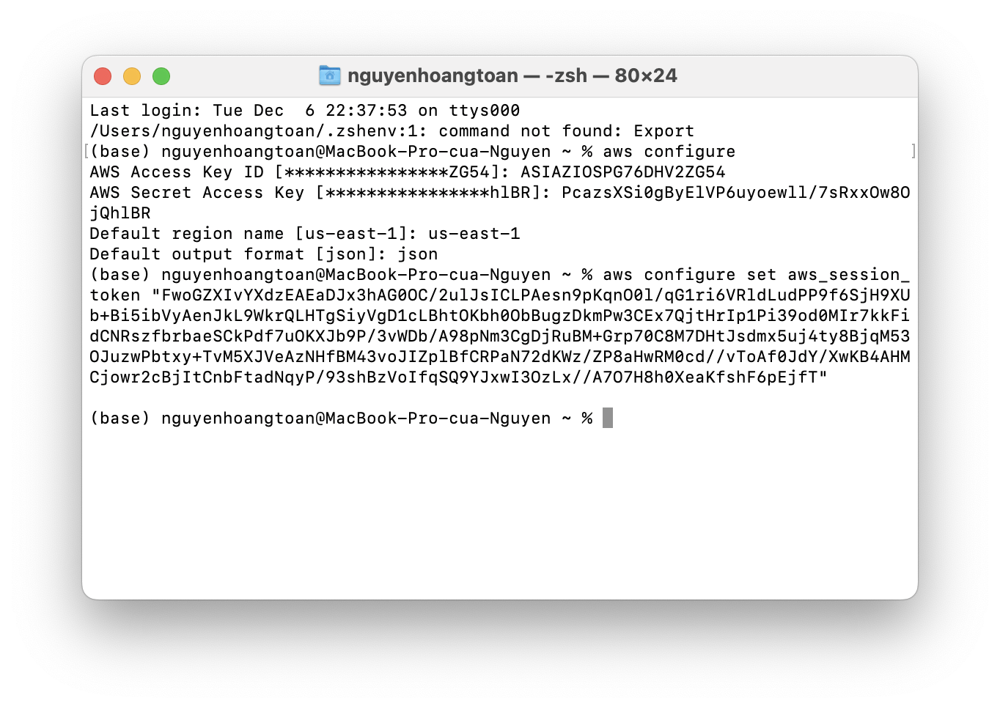 nguyenhoangtoan — -zsh — 80×24
Last login: Tue Dec  6 22:37:53 on ttys000
/Users/nguyenhoangtoan/.zshenv:1: command not found: Export
[(base) nguyenhoangtoan@MacBook-Pro-cua-Nguyen ~ % aws configure ]
AWS Access Key ID [****************ZG54]: ASIAZIOSPG76DHV2ZG54
AWS Secret Access Key [****************hlBR]: PcazsXSi0gByElVP6uyoewll/7sRxxOw8O
jQhlBR
Default region name [us-east-1]: us-east-1
Default output format [json]: json
(base) nguyenhoangtoan@MacBook-Pro-cua-Nguyen ~ % aws configure set aws_session_
token "FwoGZXIvYXdzEAEaDJx3hAG0OC/2ulJsICLPAesn9pKqnO0l/qG1ri6VRldLudPP9f6SjH9XU
b+Bi5ibVyAenJkL9WkrQLHTgSiyVgD1cLBhtOKbh0ObBugzDkmPw3CEx7QjtHrIp1Pi39od0MIr7kkFi
dCNRszfbrbaeSCkPdf7uOKXJb9P/3vWDb/A98pNm3CgDjRuBM+Grp70C8M7DHtJsdmx5uj4ty8BjqM53
OJuzwPbtxy+TvM5XJVeAzNHfBM43voJIZplBfCRPaN72dKWz/ZP8aHwRM0cd//vToAf0JdY/XwKB4AHM
Cjowr2cBjItCnbFtadNqyP/93shBzVoIfqSQ9YJxwI3OzLx//A7O7H8h0XeaKfshF6pEjfT"
(base) nguyenhoangtoan@MacBook-Pro-cua-Nguyen ~ %